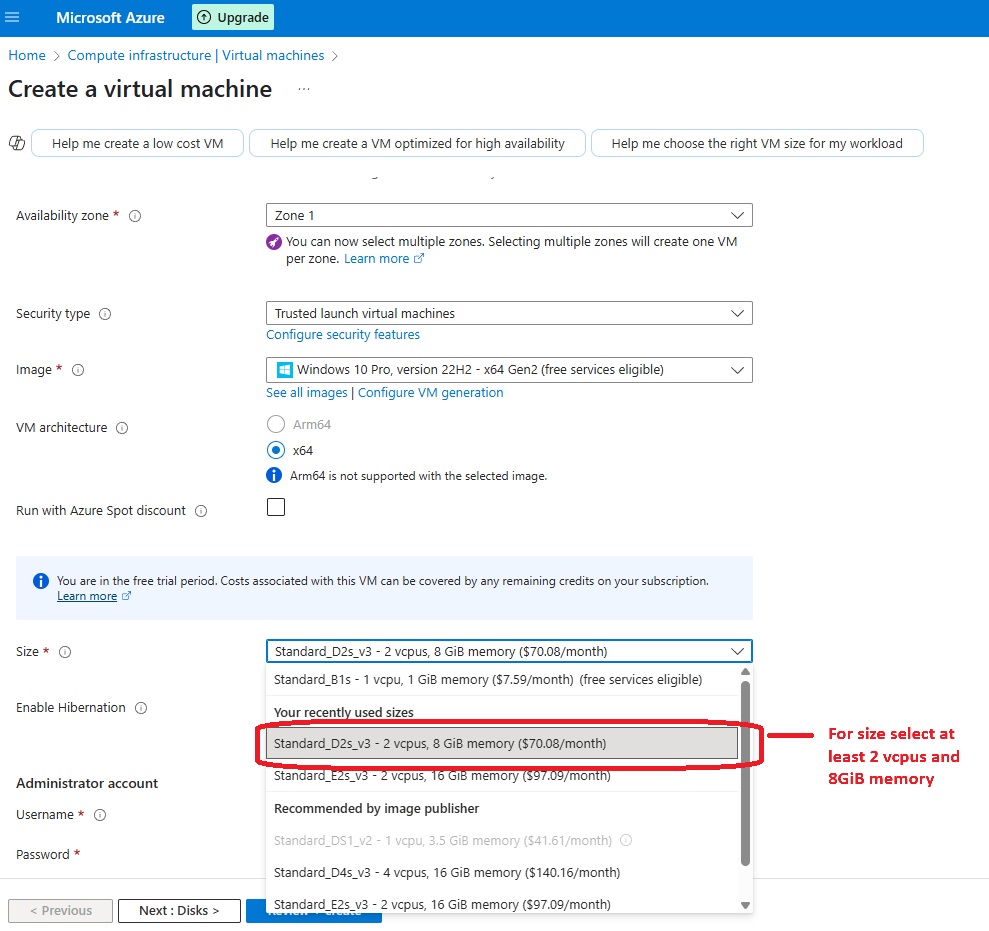 Microsoft Azure
Upgrade
Home > Compute infrastructure | Virtual machines >
Create a virtual machine ...
Help me create a low cost VM
Help me create a VM optimized for high availability
Help me choose the right VM size for my workload
Availability zone *
Zone 1
You can now select multiple zones. Selecting multiple zones will create one VM
per zone. Learn more
Security type
Trusted launch virtual machines
Configure security features
Image *
Windows 10 Pro, version 22H2 - x64 Gen2 (free services eligible)
See all images | Configure VM generation
VM architecture
Arm64
x64
Arm64 is not supported with the selected image.
Run with Azure Spot discount
You are in the free trial period. Costs associated with this VM can be covered by any remaining credits on your subscription.
Learn more
Size *
Standard_D2s_v3 - 2 vcpus, 8 GiB memory ($70.08/month)
Standard_B1s - 1 vcpu, 1 GiB memory ($7.59/month) (free services eligible)
Enable Hibernation
Your recently used sizes
Standard_D2s_v3 - 2 vcpus, 8 GiB memory ($70.08/month)
For size select at
least 2 vcpus and
8GiB memory
Standard_E2s_v3 - 2 vcpus, 16 GiB memory ($97.09/month)
Administrator account
Recommended by image publisher
Username *
Standard_DS1_v2 - 1 vcpu, 3.5 GiB memory ($41.61/month)
Password *
Standard_D4s_v3 - 4 vcpus, 16 GiB memory ($140.16/month)
Standard_E2s_v3 - 2 vcpus, 16 GiB memory ($97.09/month)
< Previous
Next : Disks >